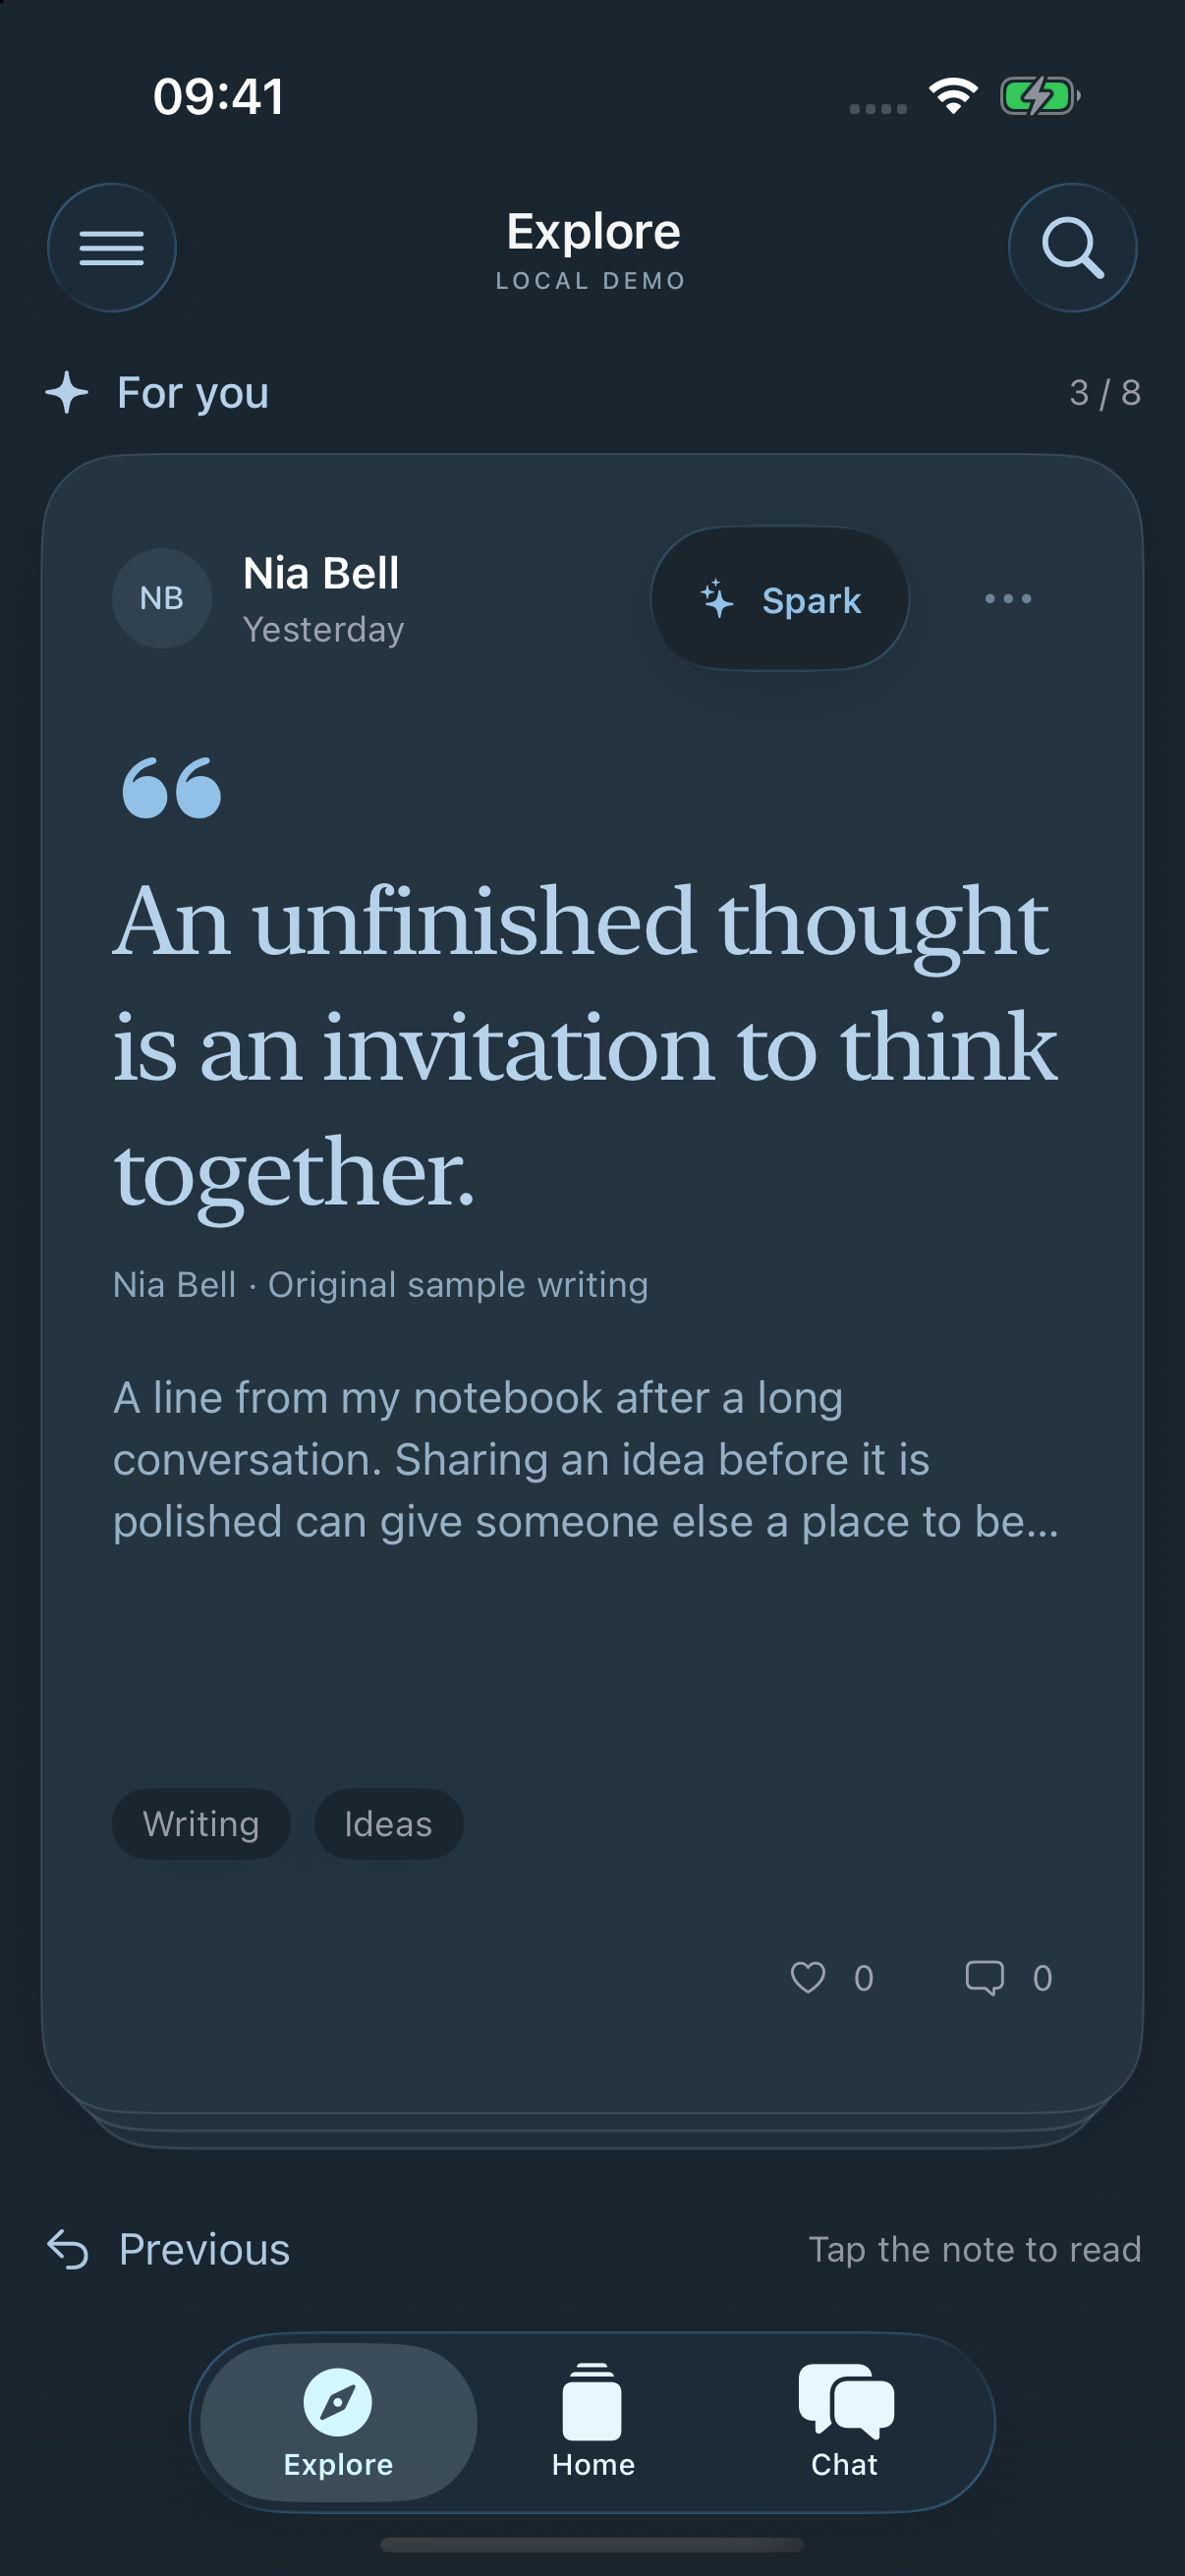 09:41
Explore
LOCAL DEMO
For you
3 / 8
NB
Nia Bell
Yesterday
Spark
“
An unfinished thought
is an invitation to think
together.
Nia Bell · Original sample writing
A line from my notebook after a long
conversation. Sharing an idea before it is
polished can give someone else a place to be...
Writing
Ideas
0
0
Previous
Tap the note to read
Explore
Home
Chat